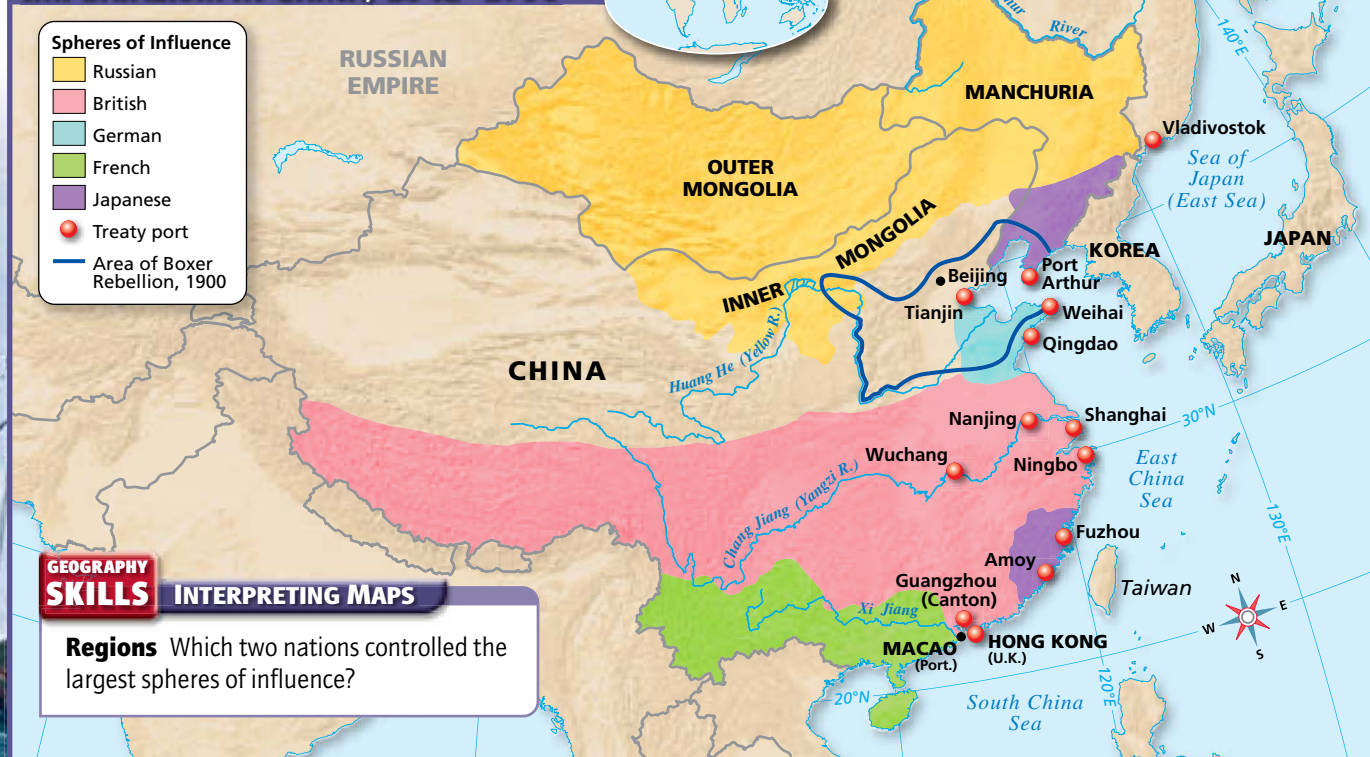 Spheres of Influence
Russian
British
German
French
Japanese
Treaty port
Area of Boxer
Rebellion, 1900
RUSSIAN
EMPIRE
River
140°E
MANCHURIA
Vladivostok
Sea of
Japan
(East Sea)
OUTER
MONGOLIA
INNER MONGOLIA
KOREA
JAPAN
Beijing
Port
Arthur
Tianjin
Weihai
Qingdao
Huang He (Yellow R.)
CHINA
Nanjing
Shanghai
30°N
Wuchang
Ningbo
East
China
Sea
Chang Jiang (Yangzi R.)
130°E
Fuzhou
Amoy
Taiwan
Guangzhou
(Canton)
Xi Jiang
MACAO
(Port.)
HONG KONG
(U.K.)
N
E
W
S
20°N
120°E
South China
Sea
GEOGRAPHY
SKILLS
INTERPRETING MAPS
Regions Which two nations controlled the
largest spheres of influence?